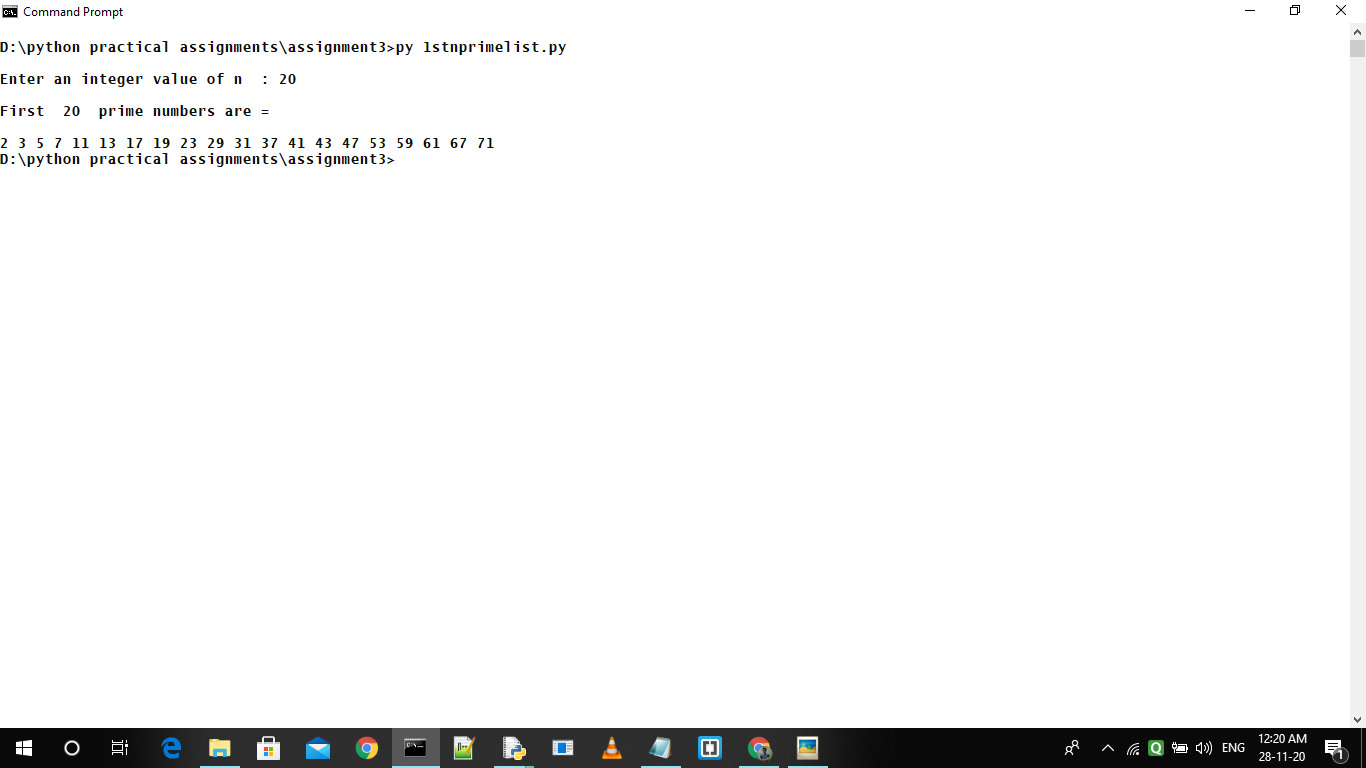 Command Prompt
D:\python practical assignments\assignment3>py 1stnprimelist.py
Enter an integer value of n  : 20
First  20  prime numbers are =
2 3 5 7 11 13 17 19 23 29 31 37 41 43 47 53 59 61 67 71
D:\python practical assignments\assignment3>
ENG
12:20 AM
28-11-20
1